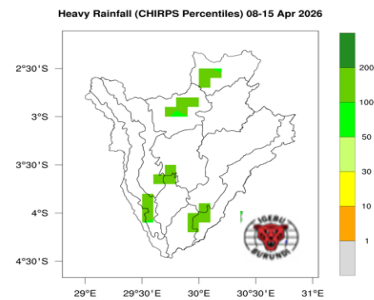 Heavy Rainfall (CHIRPS Percentiles) 08-15 Apr 2026
2°30'S
3°S
3°30'S
4°S
4°30'S
29°E
29°30'E
30°E
30°30'E
31°E
200
100
50
30
10
1
IGEBU
BURUNDI